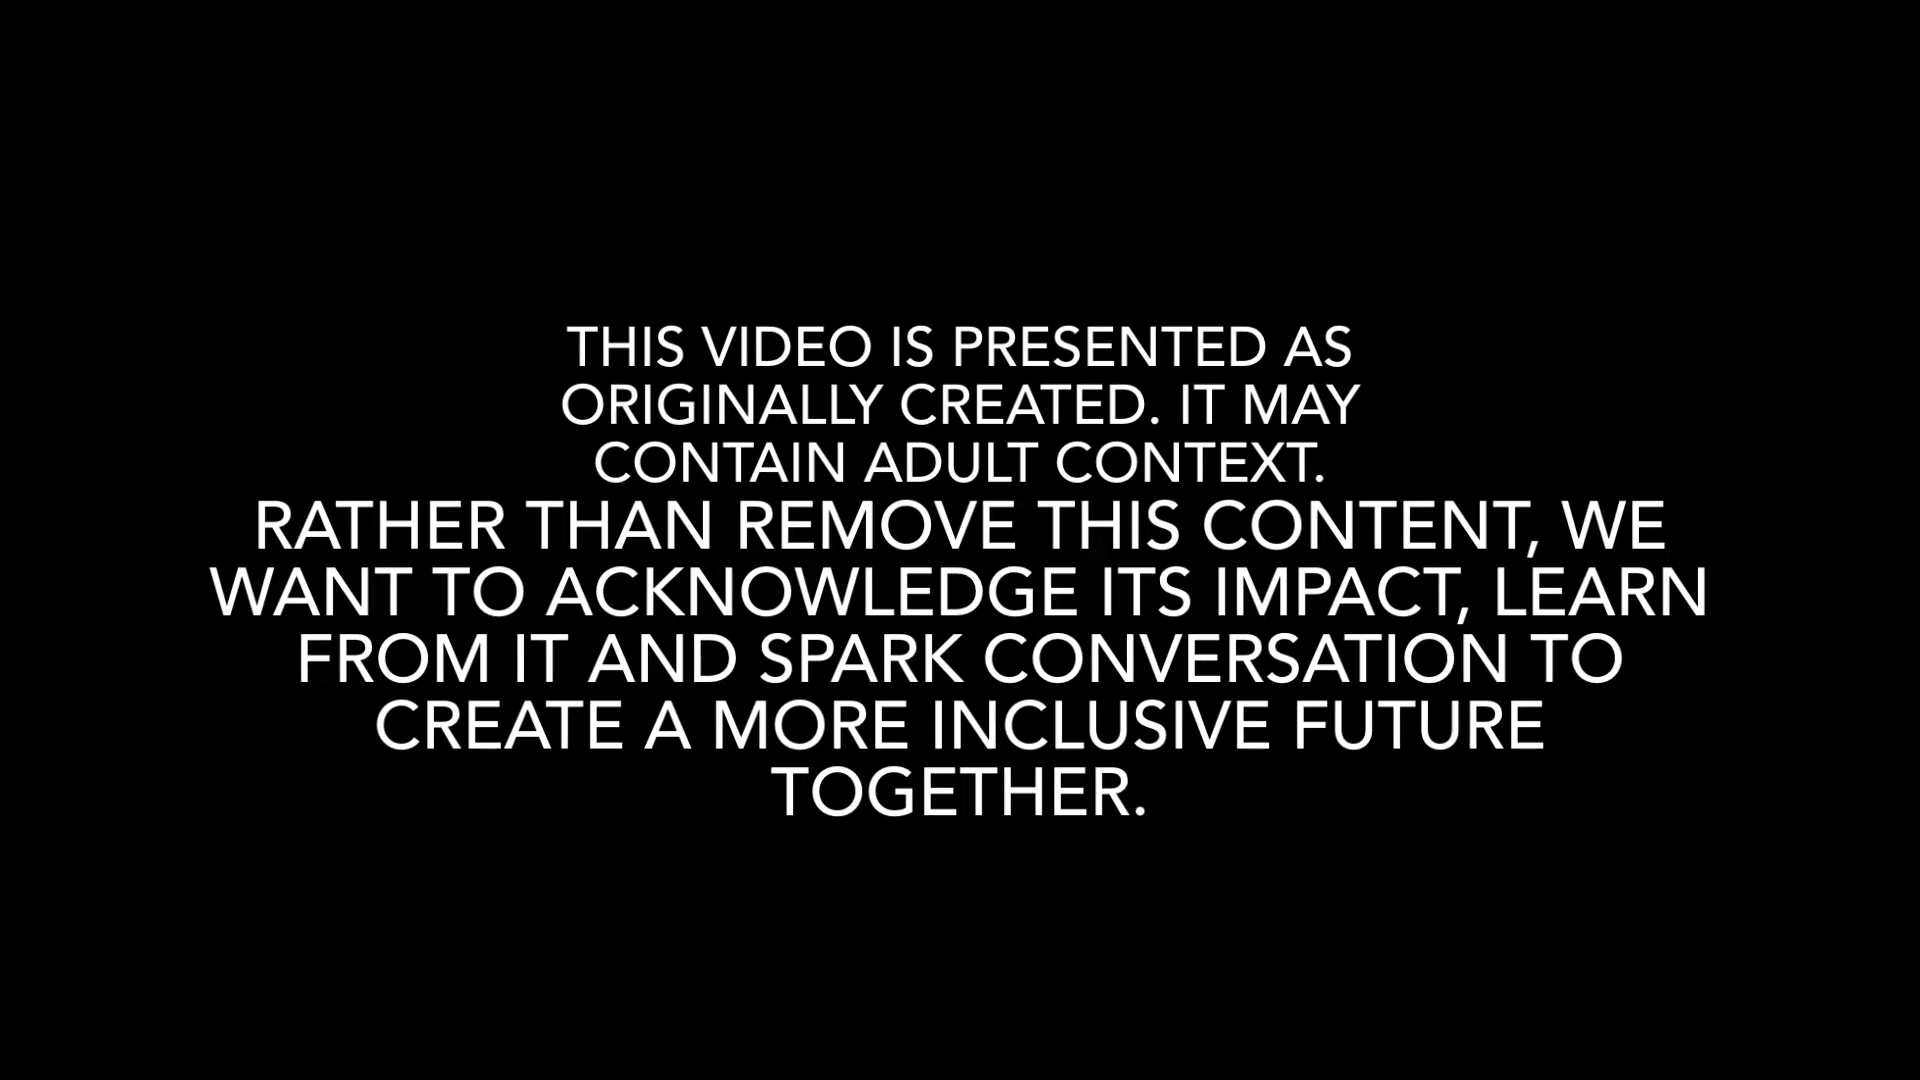 THIS VIDEO IS PRESENTED AS
ORIGINALLY CREATED. IT MAY
CONTAIN ADULT CONTEXT.
RATHER THAN REMOVE THIS CONTENT, WE
WANT TO ACKNOWLEDGE ITS IMPACT, LEARN
FROM IT AND SPARK CONVERSATION TO
CREATE A MORE INCLUSIVE FUTURE
TOGETHER.